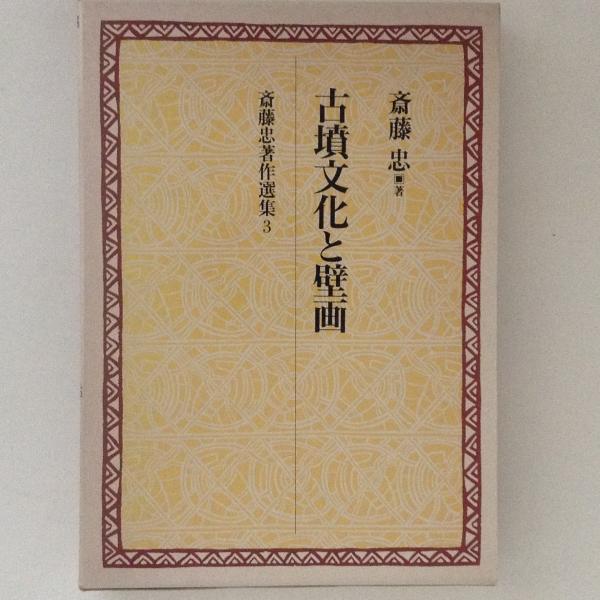 斎藤 忠▣著
古墳文化と壁画
斎藤忠著作選集3